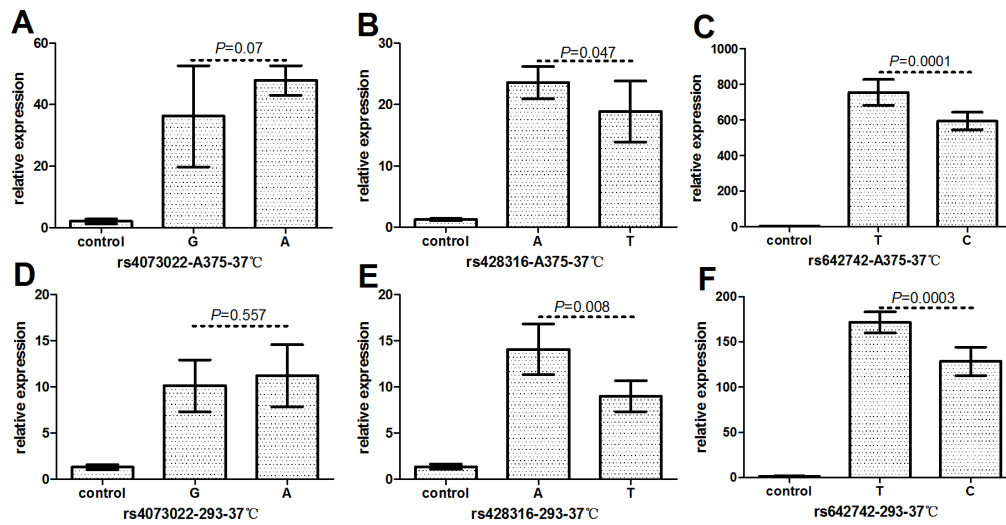 A
P=0.07
relative expression
60
40
20
0
control
G
A
rs4073022-A375-37℃
B
P=0.047
relative expression
30
20
10
0
control
A
T
rs428316-A375-37℃
C
P=0.0001
relative expression
1000
800
600
400
200
0
control
T
C
rs642742-A375-37℃
D
P=0.557
relative expression
20
15
10
5
0
control
G
A
rs4073022-293-37℃
E
P=0.008
relative expression
20
15
10
5
0
control
A
T
rs428316-293-37℃
F
P=0.0003
relative expression
200
150
100
50
0
control
T
C
rs642742-293-37℃